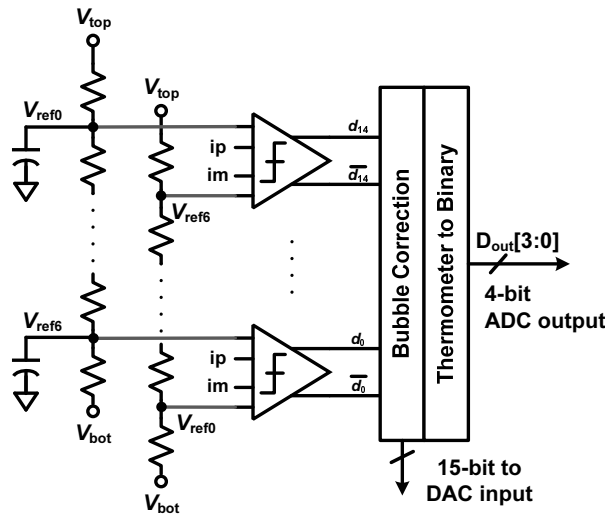 Vtop
Vtop
Vref0
ip
im
Vref6
d14
d14
Vref6
ip
im
Vref0
d0
d0
Vbot
Vbot
Bubble Correction
Thermometer to Binary
Dout[3:0]
4-bit
ADC output
15-bit to
DAC input